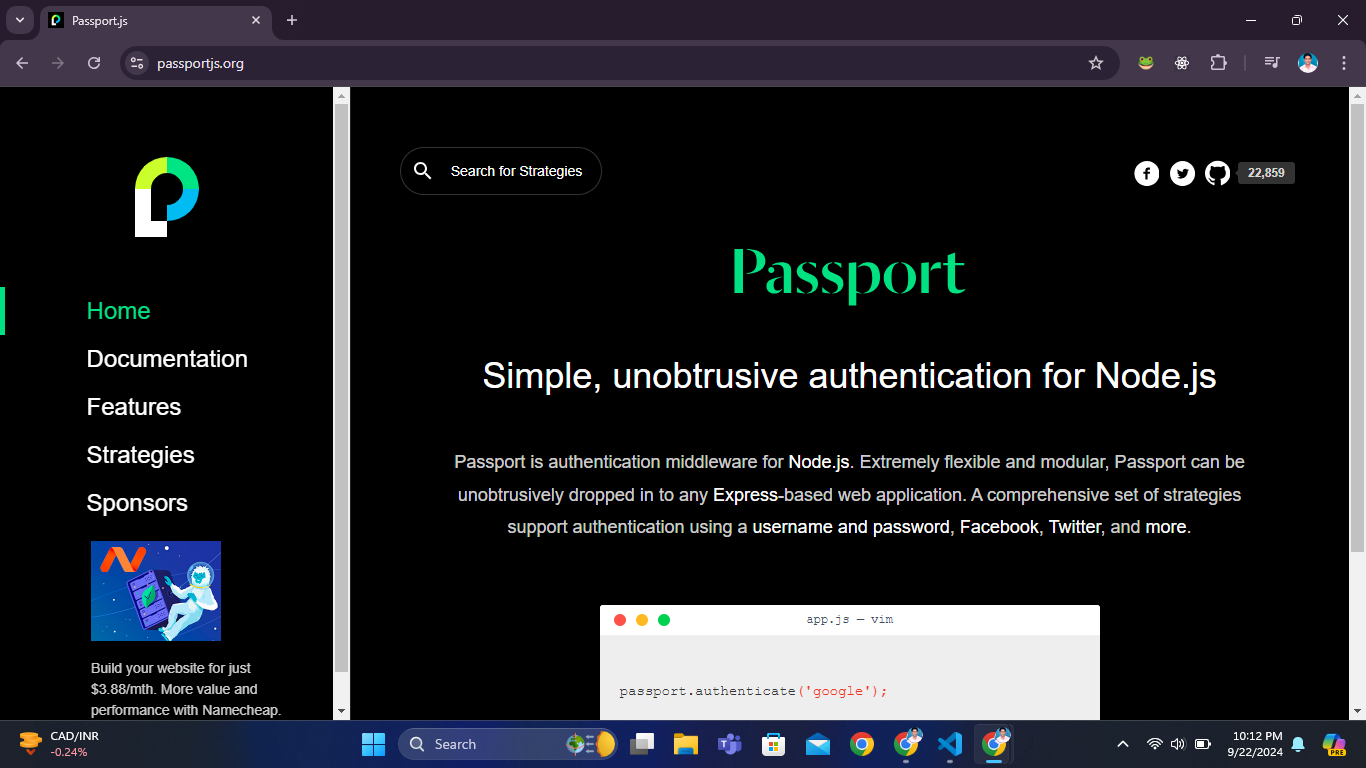 Passport.js
passportjs.org
Search for Strategies
22,859
Passport
Home
Documentation
Features
Strategies
Sponsors
Build your website for just
$3.88/mth. More value and
performance with Namecheap.
Simple, unobtrusive authentication for Node.js
Passport is authentication middleware for Node.js. Extremely flexible and modular, Passport can be
unobtrusively dropped in to any Express-based web application. A comprehensive set of strategies
support authentication using a username and password, Facebook, Twitter, and more.
app.js — vim
passport.authenticate('google');
CAD/INR
-0.24%
Search
10:12 PM
9/22/2024
PRE